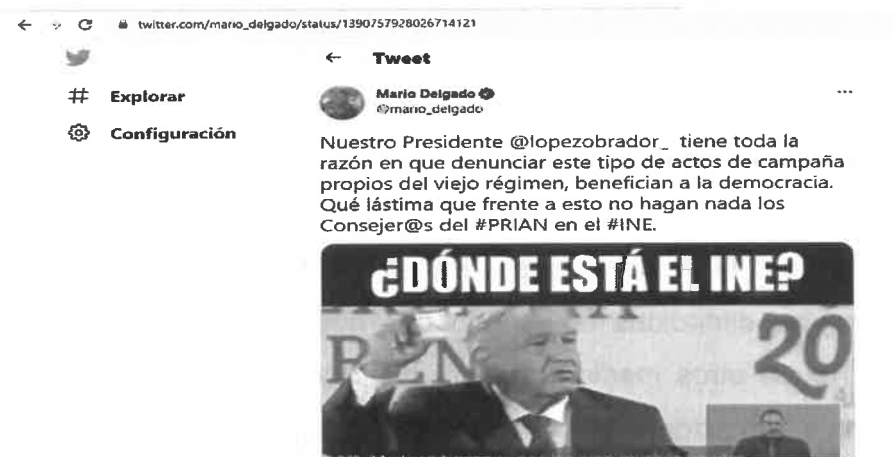 twitter.com/mario_delgado/status/1390757928026714121
Tweet
# Explorar
Configuración
Mario Delgado
@mario_delgado
Nuestro Presidente @lopezobrador_ tiene toda la
razón en que denunciar este tipo de actos de campaña
propios del viejo régimen, benefician a la democracia.
Qué lástima que frente a esto no hagan nada los
Consejer@s del #PRIAN en el #INE.
¿DÓNDE ESTÁ EL INE?
20